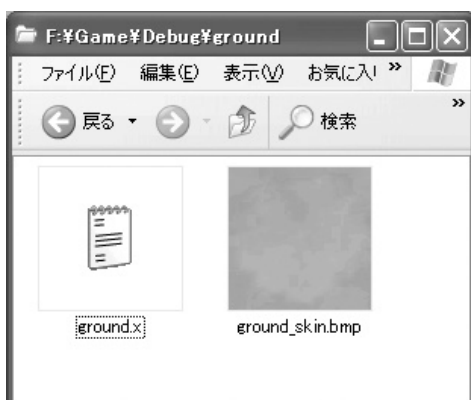 F:¥Game¥Debug¥ground
ファイル(F) 編集(E) 表示(V) お気に入り »
戻る 検索 »
ground.x ground_skin.bmp